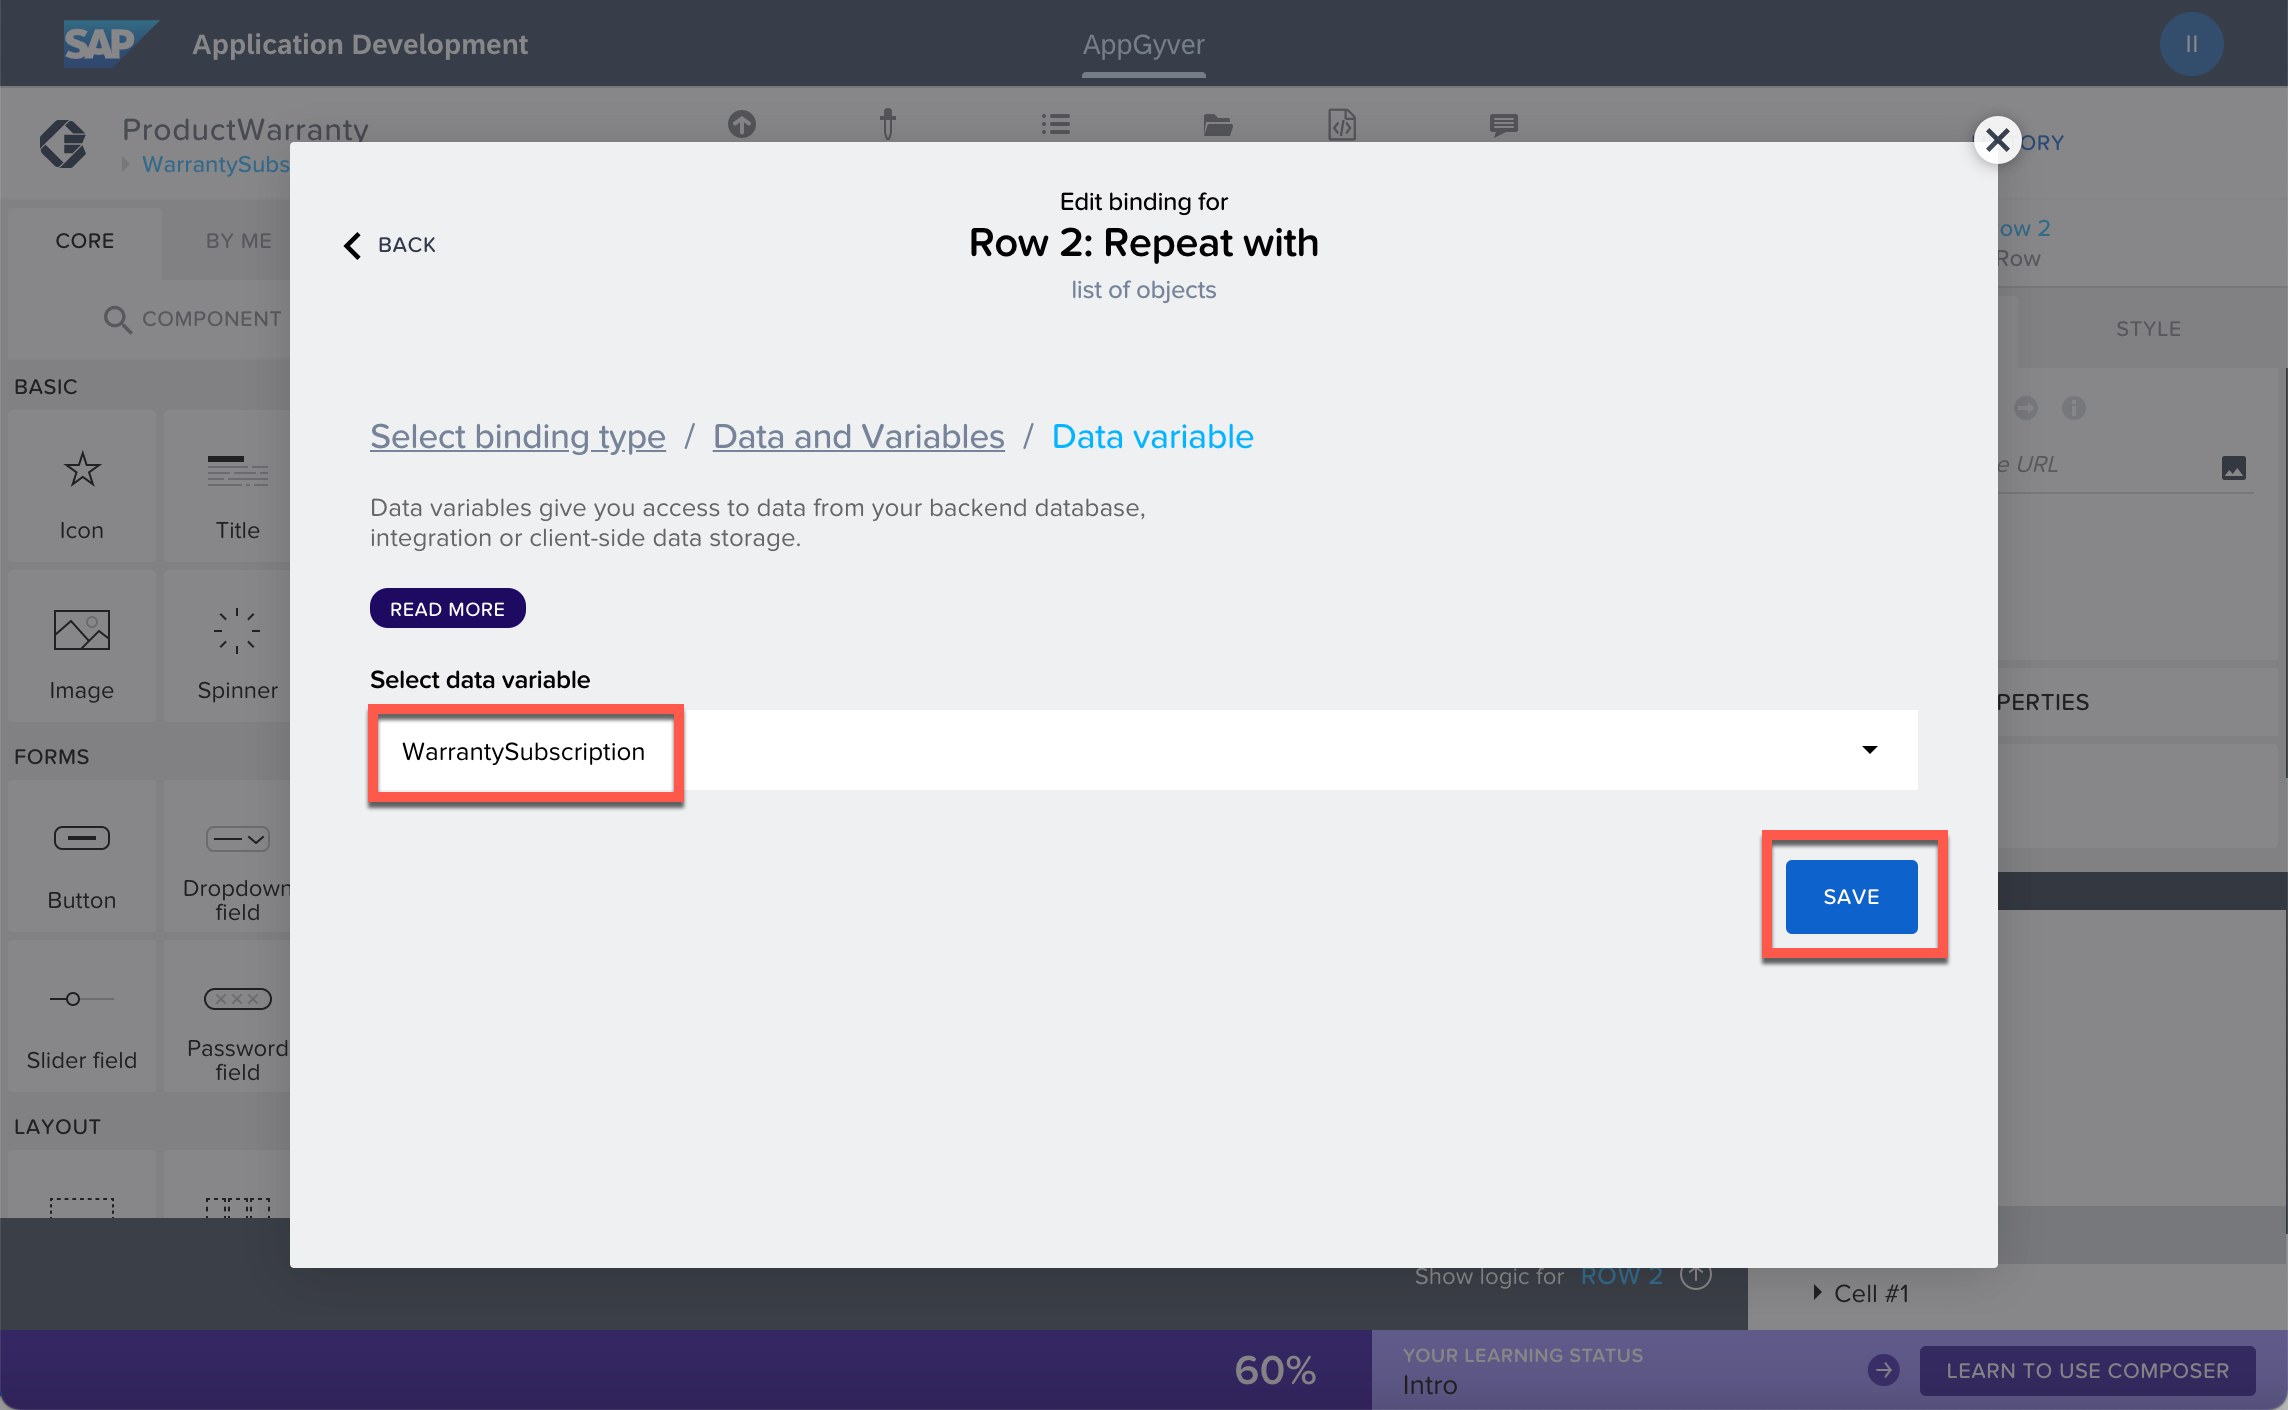 SAP Application Development
AppGyver
II
ProductWarranty
WarrantySubs
ORY
CORE
BY ME
COMPONENT
BASIC
Icon
Title
Image
Spinner
FORMS
Button
Dropdown
field
Slider field
Password
field
LAYOUT
BACK
Edit binding for
Row 2: Repeat with
list of objects
Select binding type / Data and Variables / Data variable
Data variables give you access to data from your backend database,
integration or client-side data storage.
READ MORE
Select data variable
WarrantySubscription
SAVE
ow 2
Row
STYLE
e URL
PERTIES
Show logic for ROW 2
Cell #1
60%
YOUR LEARNING STATUS
Intro
LEARN TO USE COMPOSER